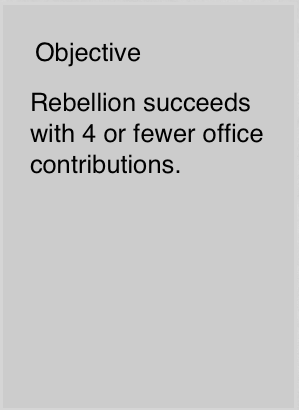 Objective
Rebellion succeeds
with 4 or fewer office
contributions.